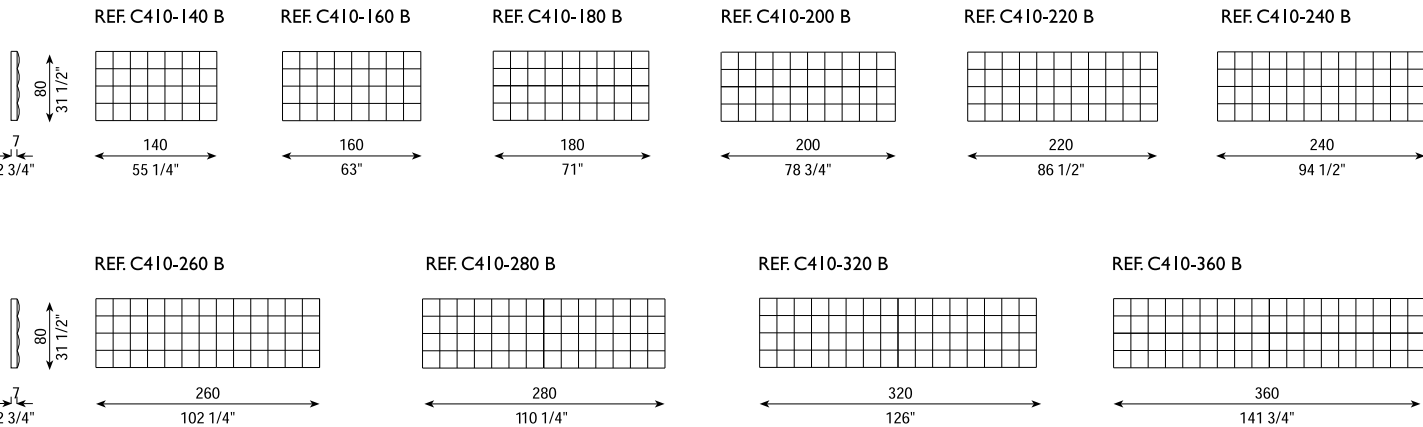 REF. C410-140 B
REF. C410-160 B
REF. C410-180 B
REF. C410-200 B
REF. C410-220 B
REF. C410-240 B
80
31 1/2"
7
2 3/4"
140
55 1/4"
160
63"
180
71"
200
78 3/4"
220
86 1/2"
240
94 1/2"
REF. C410-260 B
REF. C410-280 B
REF. C410-320 B
REF. C410-360 B
80
31 1/2"
7
2 3/4"
260
102 1/4"
280
110 1/4"
320
126"
360
141 3/4"